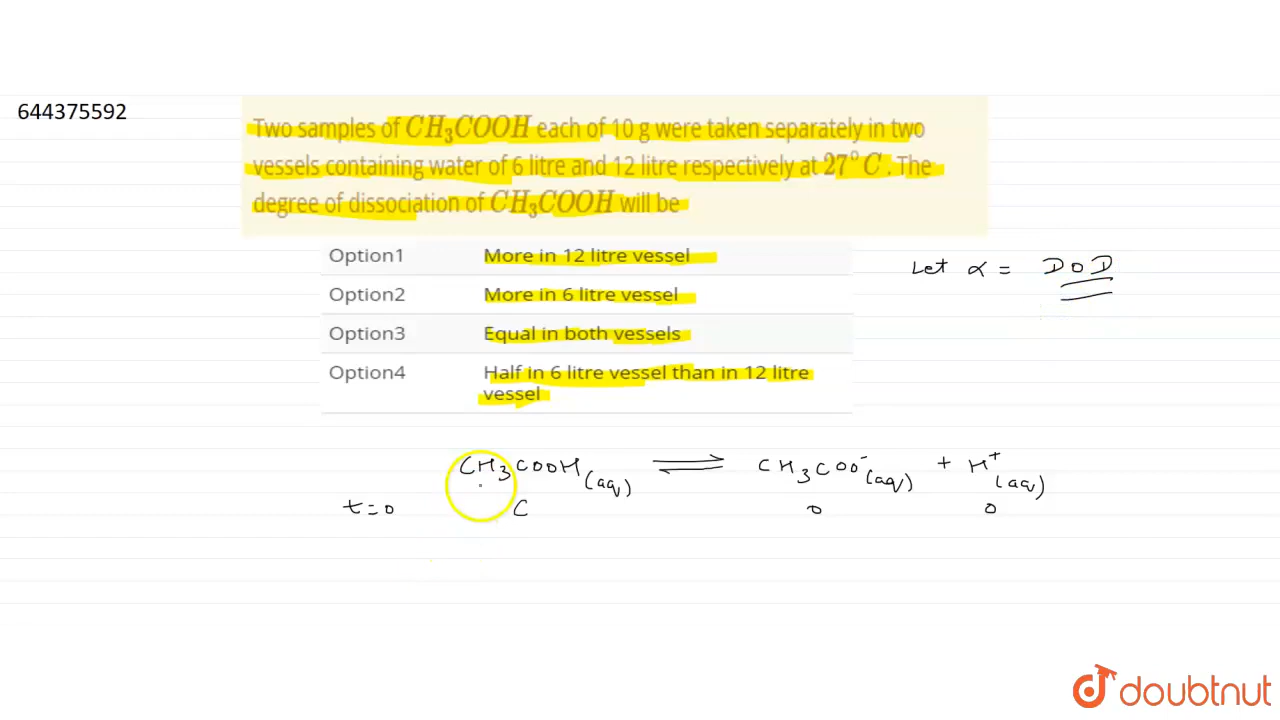 644375592
Two samples of CH₃COOH each of 10 g were taken separately in two
vessels containing water of 6 litre and 12 litre respectively at 27°C. The
degree of dissociation of CH₃COOH will be
Option1 More in 12 litre vessel
Option2 More in 6 litre vessel
Option3 Equal in both vessels
Option4 Half in 6 litre vessel than in 12 litre
vessel
Let α = DOD
CH₃COOH(aq) ⇌ CH₃COO⁻(aq) + H⁺(aq)
t=0 C 0 0
doubtnut